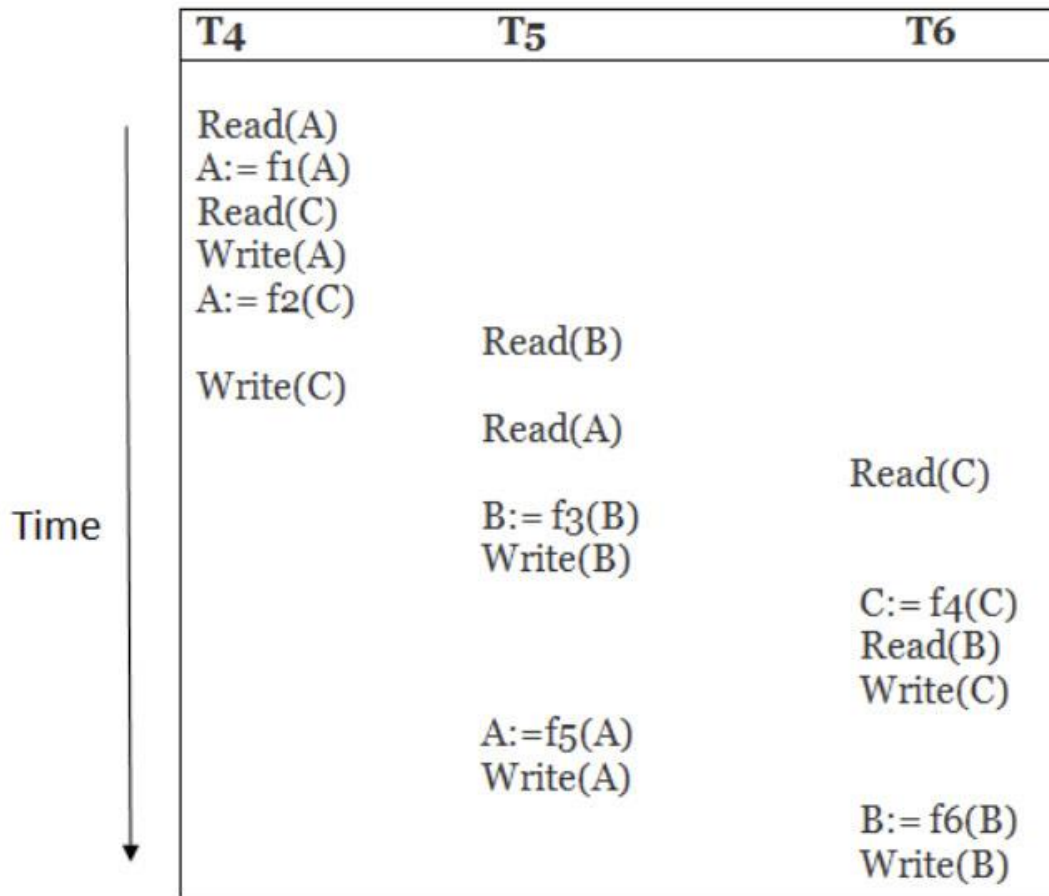 T4 T5 T6
Read(A)
A:= f1(A)
Read(C)
Write(A)
A:= f2(C)
Read(B)
Write(C)
Read(A)
Read(C)
Time
B:= f3(B)
Write(B)
C:= f4(C)
Read(B)
Write(C)
A:=f5(A)
Write(A)
B:= f6(B)
Write(B)